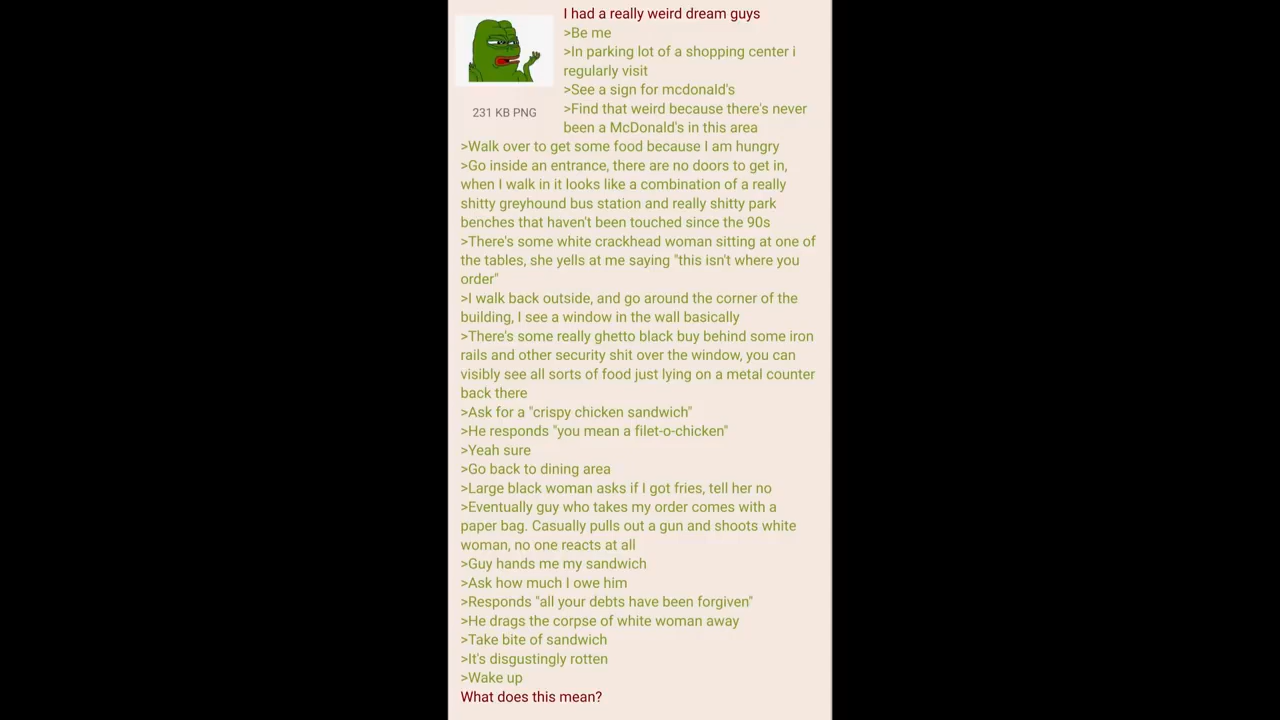 I had a really weird dream guys
>Be me
>In parking lot of a shopping center i
regularly visit
>See a sign for mcdonald's
>Find that weird because there's never
been a McDonald's in this area
231 KB PNG
>Walk over to get some food because I am hungry
>Go inside an entrance, there are no doors to get in,
when I walk in it looks like a combination of a really
shitty greyhound bus station and really shitty park
benches that haven't been touched since the 90s
>There's some white crackhead woman sitting at one of
the tables, she yells at me saying "this isn't where you
order"
>I walk back outside, and go around the corner of the
building, I see a window in the wall basically
>There's some really ghetto black buy behind some iron
rails and other security shit over the window, you can
visibly see all sorts of food just lying on a metal counter
back there
>Ask for a "crispy chicken sandwich"
>He responds "you mean a filet-o-chicken"
>Yeah sure
>Go back to dining area
>Large black woman asks if I got fries, tell her no
>Eventually guy who takes my order comes with a
paper bag. Casually pulls out a gun and shoots white
woman, no one reacts at all
>Guy hands me my sandwich
>Ask how much I owe him
>Responds "all your debts have been forgiven"
>He drags the corpse of white woman away
>Take bite of sandwich
>It's disgustingly rotten
>Wake up
What does this mean?